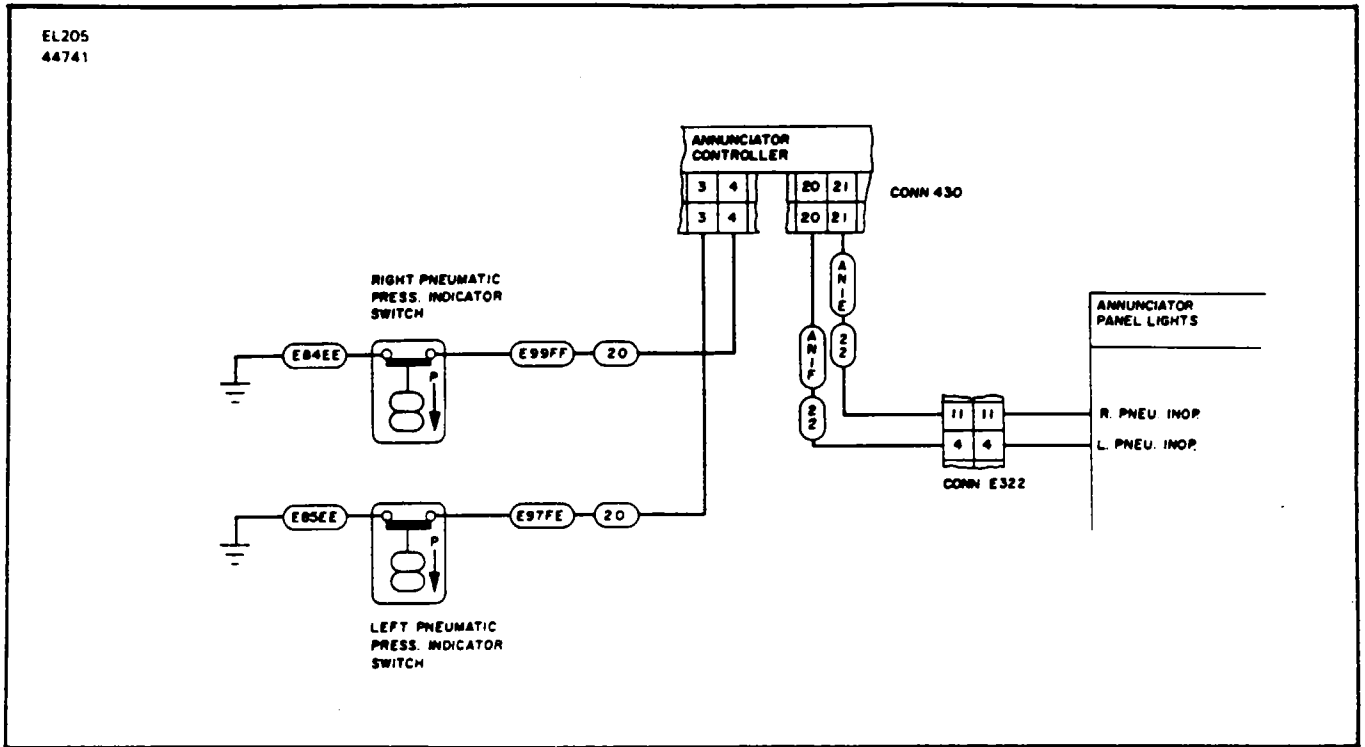 EL205
44741
ANNUNCIATOR
CONTROLLER
3 4 20 21
3 4 20 21
CONN 430
AN1E
22
AN1F
22
RIGHT PNEUMATIC
PRESS. INDICATOR
SWITCH
E84EE
E99FF
20
P
ANNUNCIATOR
PANEL LIGHTS
11 11
R. PNEU. INOP.
4 4
L. PNEU. INOP.
CONN E322
E85EE
E97FE
20
P
LEFT PNEUMATIC
PRESS. INDICATOR
SWITCH